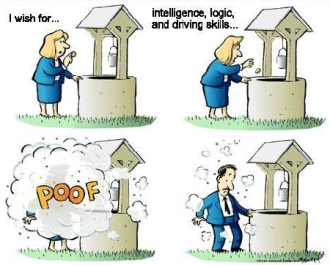 I wish for...
intelligence, logic,
and driving skills...
POOF